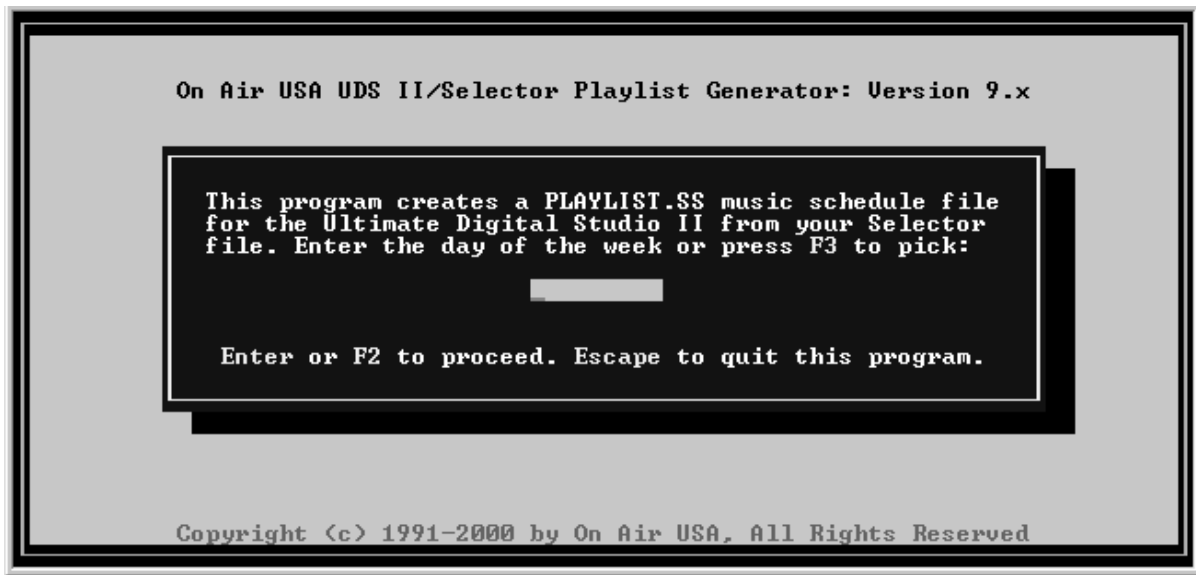 On Air USA UDS II/Selector Playlist Generator: Version 9.x
This program creates a PLAYLIST.SS music schedule file
for the Ultimate Digital Studio II from your Selector
file. Enter the day of the week or press F3 to pick:
Enter or F2 to proceed. Escape to quit this program.
Copyright (c) 1991-2000 by On Air USA, All Rights Reserved